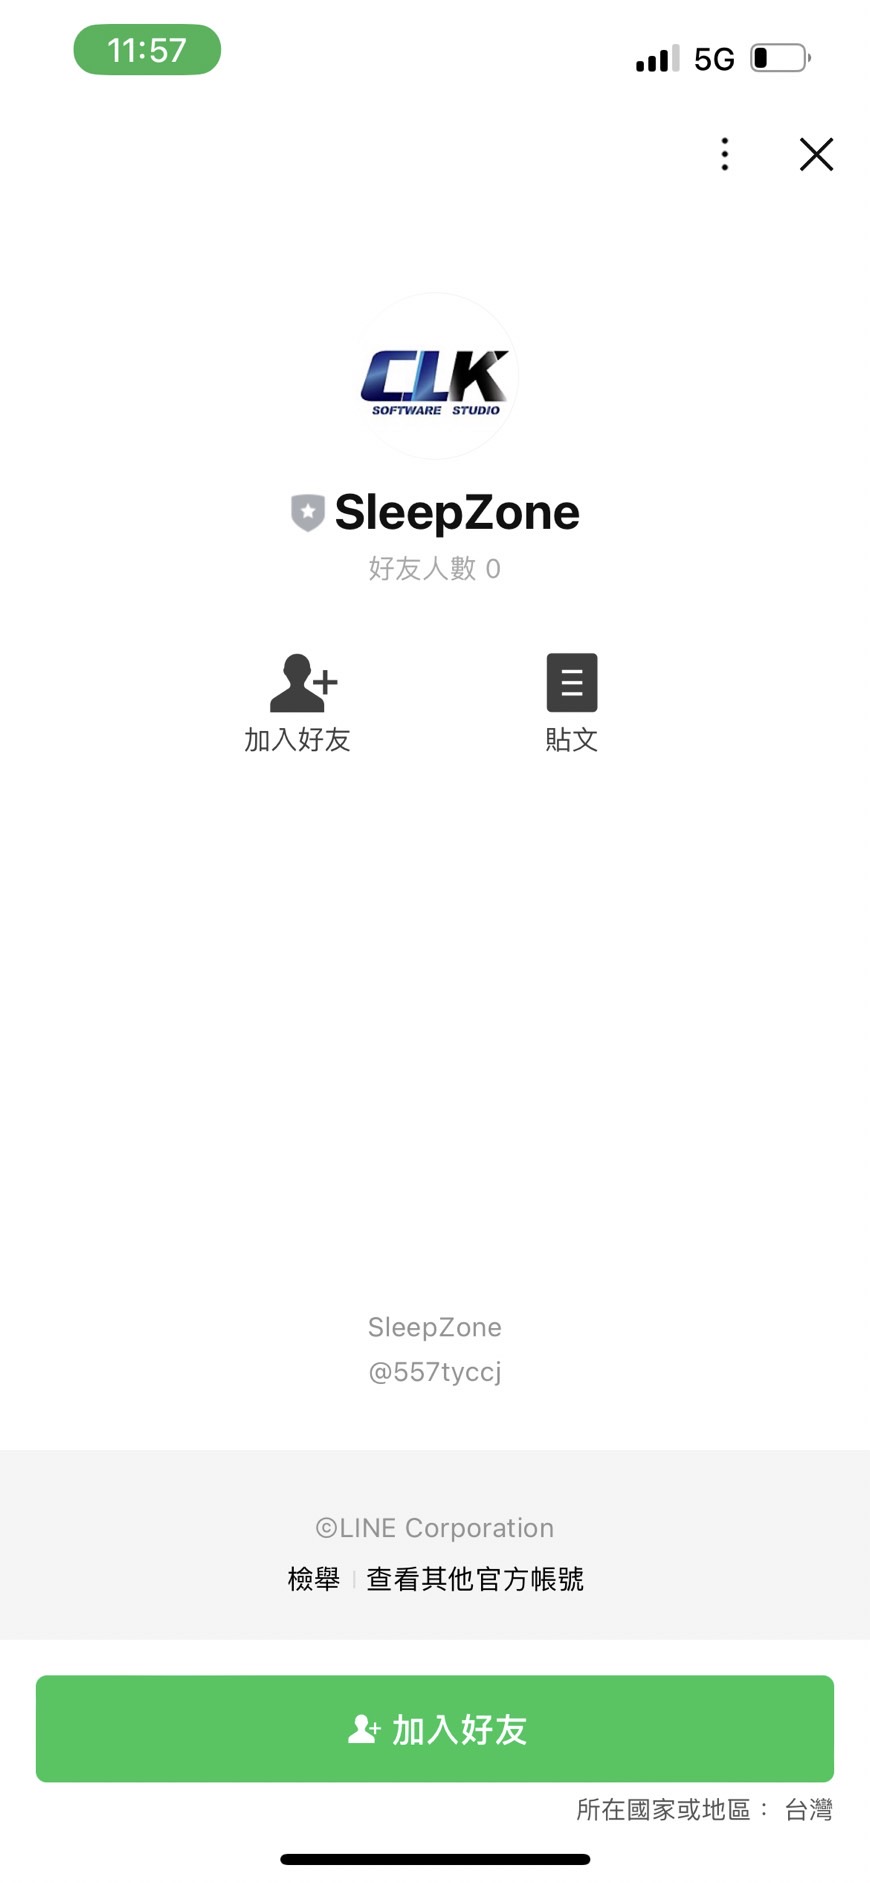 11:57
5G
CLK
SOFTWARE STUDIO
SleepZone
好友人數 0
加入好友
貼文
SleepZone
@557tyccj
©LINE Corporation
檢舉
查看其他官方帳號
加入好友
所在國家或地區： 台灣